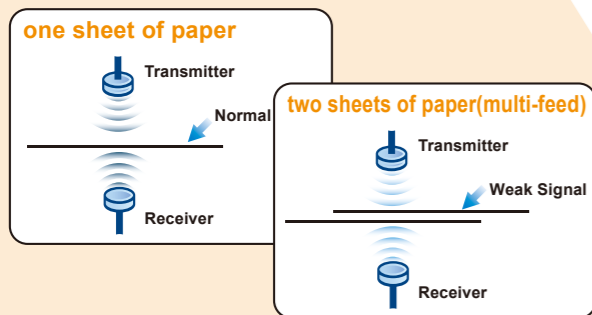 one sheet of paper
Transmitter
Normal
Receiver
two sheets of paper(multi-feed)
Transmitter
Weak Signal
Receiver